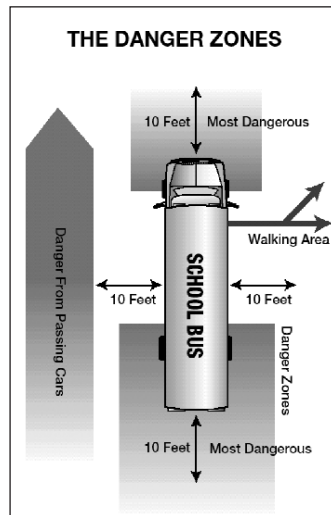 THE DANGER ZONES
10 Feet
Most Dangerous
Danger From Passing Cars
SCHOOL BUS
Walking Area
10 Feet
10 Feet
Danger Zones
10 Feet
Most Dangerous